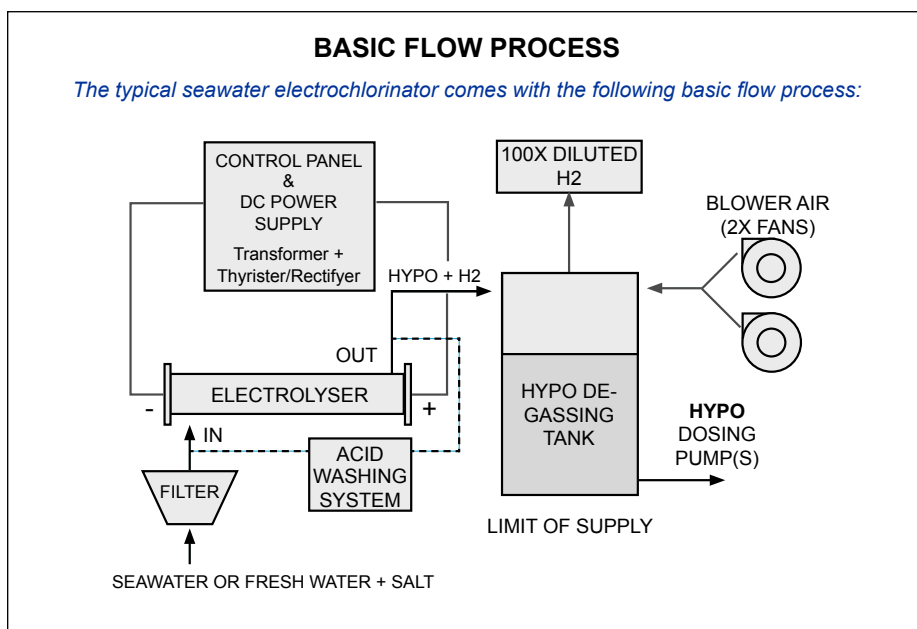 BASIC FLOW PROCESS
The typical seawater electrochlorinator comes with the following basic flow process:
CONTROL PANEL
&
DC POWER
SUPPLY
Transformer +
Thyrister/Rectifyer
100X DILUTED
H2
BLOWER AIR
(2X FANS)
HYPO + H2
OUT
ELECTROLYSER
-
+
IN
FILTER
ACID
WASHING
SYSTEM
SEAWATER OR FRESH WATER + SALT
HYPO DE-
GASSING
TANK
HYPO
DOSING
PUMP(S)
LIMIT OF SUPPLY